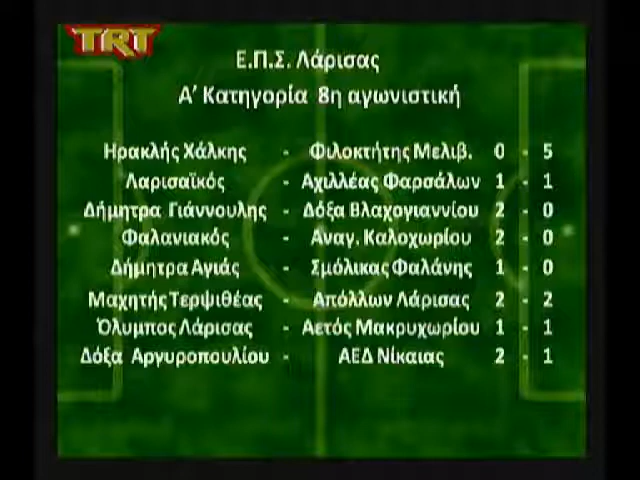 TRT
Ε.Π.Σ. Λάρισας
Α' Κατηγορία 8η αγωνιστική
Ηρακλής Χάλκης - Φιλοκτήτης Μελιβ. 0 - 5
Λαρισαϊκός - Αχιλλέας Φαρσάλων 1 - 1
Δήμητρα Γιάννουλης - Δόξα Βλαχογιαννίου 2 - 0
Φαλανιακός - Αναγ. Καλοχωρίου 2 - 0
Δήμητρα Αγιάς - Σμόλικας Φαλάνης 1 - 0
Μαχητής Τερψιθέας - Απόλλων Λάρισας 2 - 2
Όλυμπος Λάρισας - Αετός Μακρυχωρίου 1 - 1
Δόξα Αργυροπουλίου - ΑΕΔ Νίκαιας 2 - 1